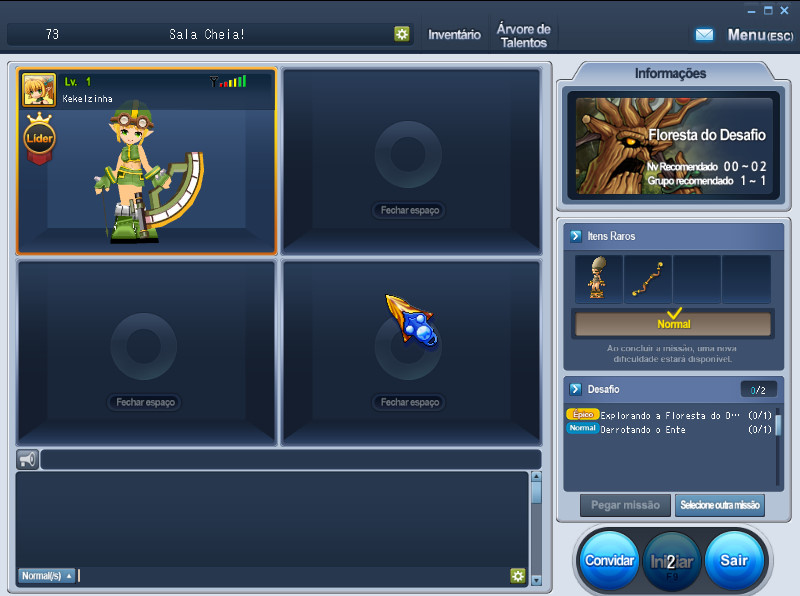 73 Sala Cheia!
Inventário
Árvore de
Talentos
Menu(ESC)
Lv. 1
Kekelzinha
Líder
Fechar espaço
Fechar espaço
Fechar espaço
Informações
Floresta do Desafio
Nv Recomendado 00 ~ 02
Grupo recomendado 1 ~ 1
Itens Raros
Normal
Ao concluir a missão, uma nova
dificuldade estará disponível.
Desafio 0/2
Épico Explorando a Floresta do D··· (0/1)
Normal Derrotando o Ente (0/1)
Pegar missão
Selecione outra missão
Normal(/s)
Convidar
Iniciar
2
F5
Sair